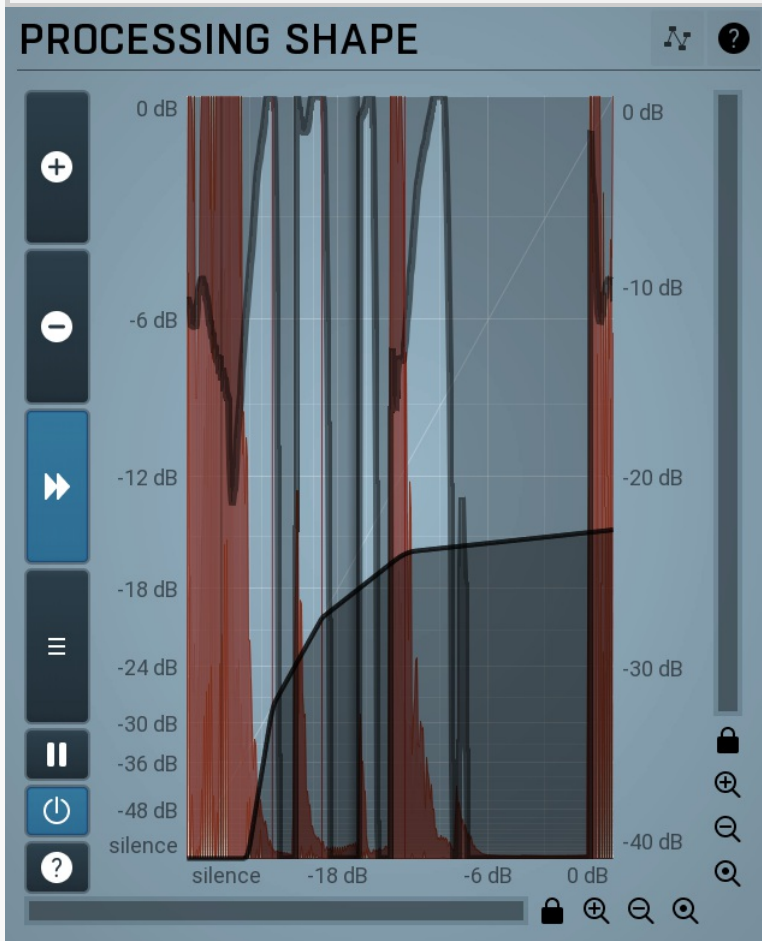 PROCESSING SHAPE
?
0 dB
0 dB
-6 dB
-10 dB
-12 dB
-20 dB
-18 dB
-24 dB
-30 dB
-30 dB
-36 dB
-48 dB
silence
-40 dB
?
silence
-18 dB
-6 dB
0 dB